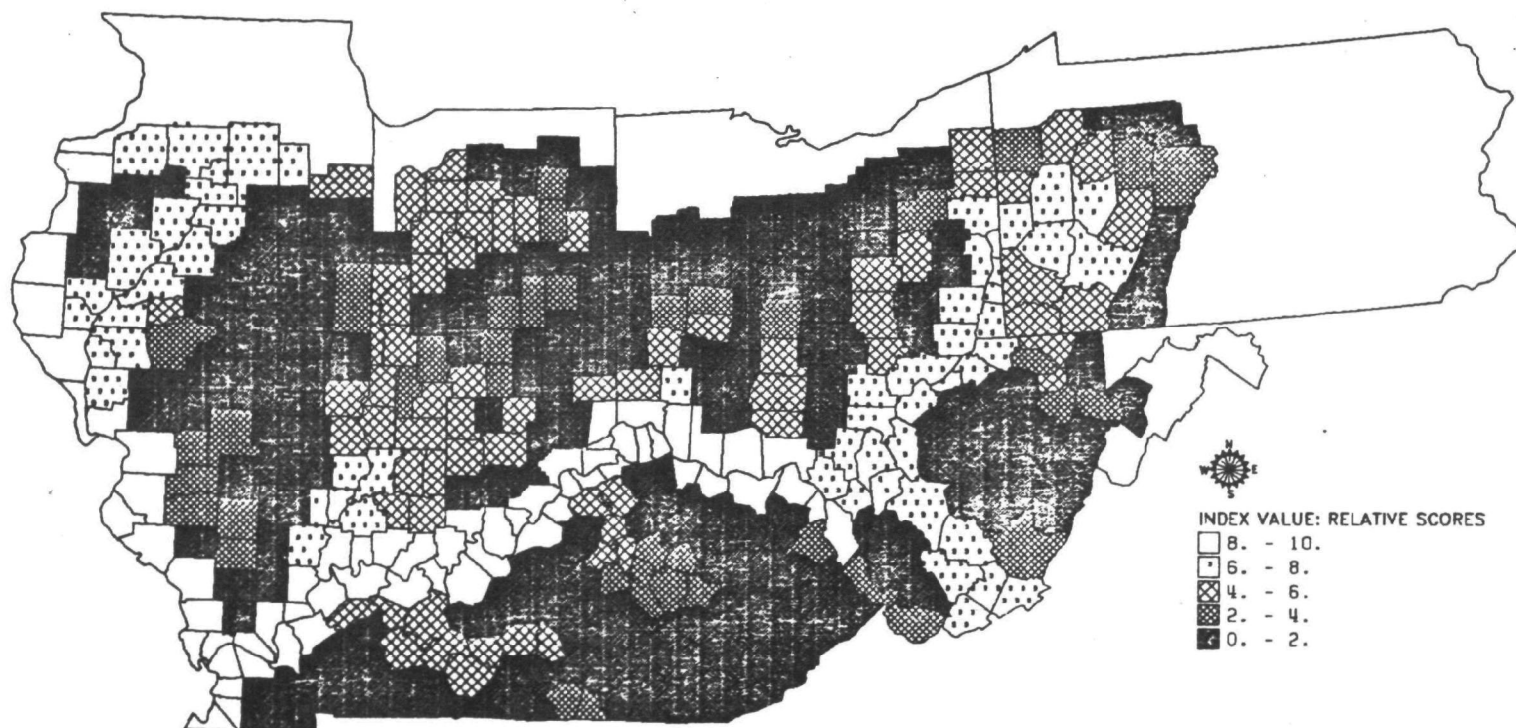 N
W E
S
INDEX VALUE: RELATIVE SCORES
8. - 10.
6. - 8.
4. - 6.
2. - 4.
0. - 2.